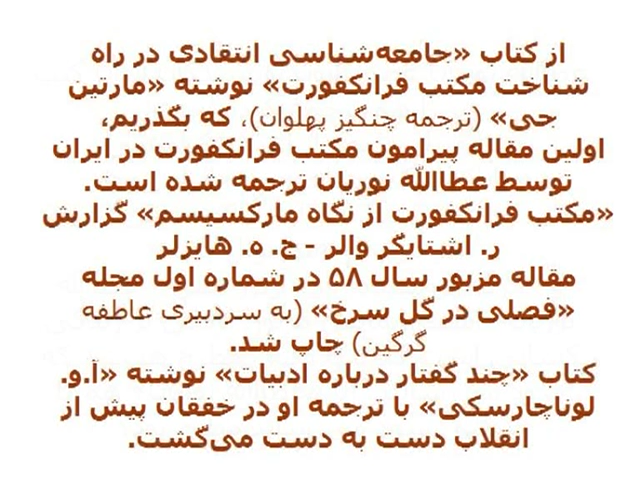 از کتاب «جامعه‌شناسی انتقادی در راه
شناخت مکتب فرانکفورت» نوشته «مارتین
جی» (ترجمه چنگیز پهلوان)، که بگذریم،
اولین مقاله پیرامون مکتب فرانکفورت در ایران
توسط عطاالله نوریان ترجمه شده است.
«مکتب فرانکفورت از نگاه مارکسیسم» گزارش
ر. اشتایگر والر - ج. ه. هایزلر
مقاله مزبور سال ۵۸ در شماره اول مجله
«فصلی در گل سرخ» (به سردبیری عاطفه
گرگین) چاپ شد.
کتاب «چند گفتار درباره ادبیات» نوشته «آ.و.
لوناچارسکی» با ترجمه او در خفقان پیش از
انقلاب دست به دست می‌گشت.